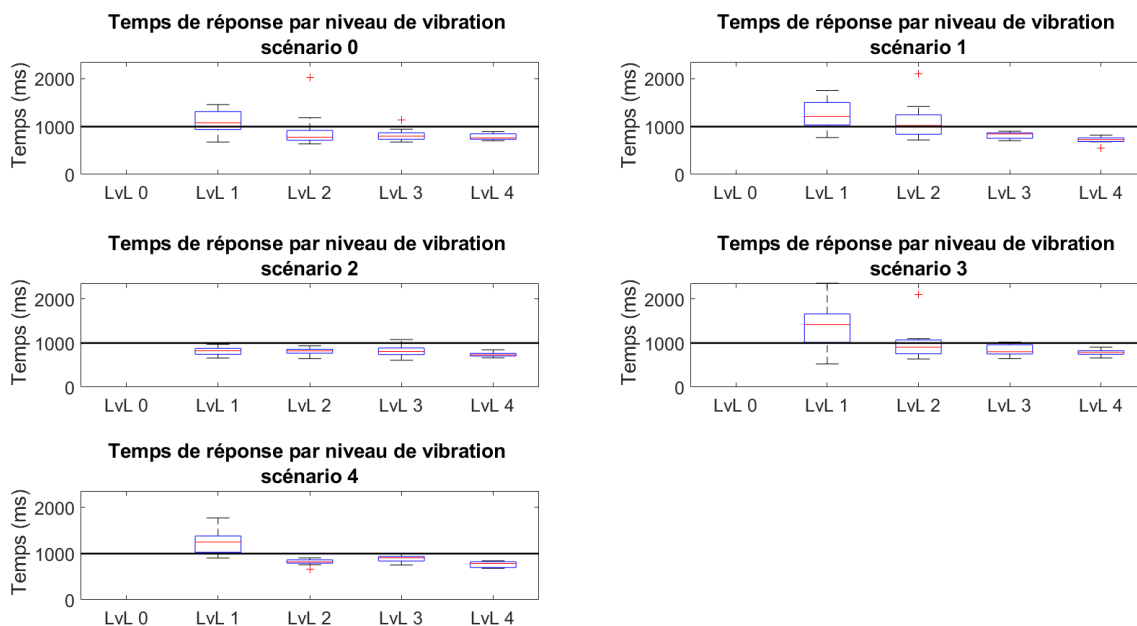 Temps de réponse par niveau de vibration
scénario 0
Temps (ms)
2000
1000
0
LvL 0 LvL 1 LvL 2 LvL 3 LvL 4
Temps de réponse par niveau de vibration
scénario 1
Temps (ms)
2000
1000
0
LvL 0 LvL 1 LvL 2 LvL 3 LvL 4
Temps de réponse par niveau de vibration
scénario 2
Temps (ms)
2000
1000
0
LvL 0 LvL 1 LvL 2 LvL 3 LvL 4
Temps de réponse par niveau de vibration
scénario 3
Temps (ms)
2000
1000
0
LvL 0 LvL 1 LvL 2 LvL 3 LvL 4
Temps de réponse par niveau de vibration
scénario 4
Temps (ms)
2000
1000
0
LvL 0 LvL 1 LvL 2 LvL 3 LvL 4